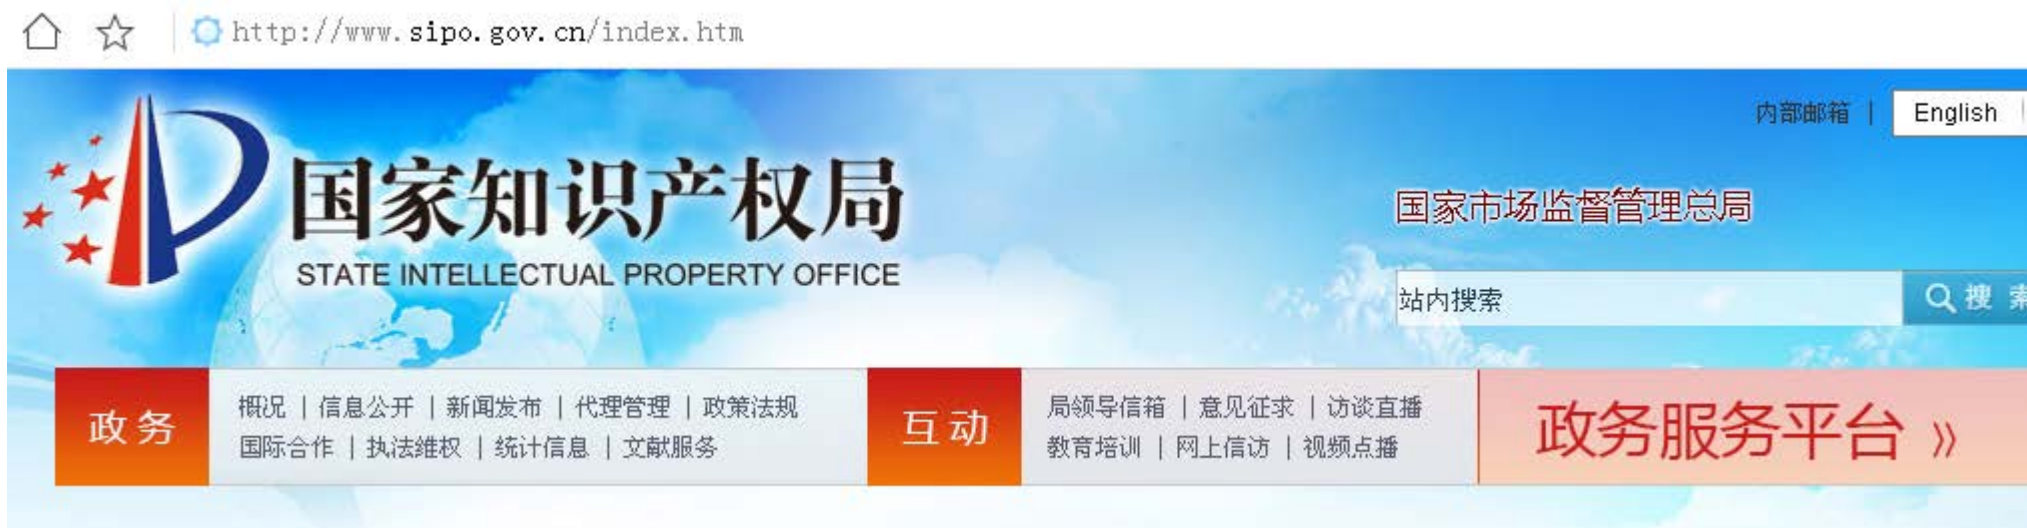 http://www.sipo.gov.cn/index.htm
内部邮箱 | English
国家知识产权局
STATE INTELLECTUAL PROPERTY OFFICE
国家市场监督管理总局
站内搜索
搜 索
政务
概况 | 信息公开 | 新闻发布 | 代理管理 | 政策法规
国际合作 | 执法维权 | 统计信息 | 文献服务
互动
局领导信箱 | 意见征求 | 访谈直播
教育培训 | 网上信访 | 视频点播
政务服务平台 »